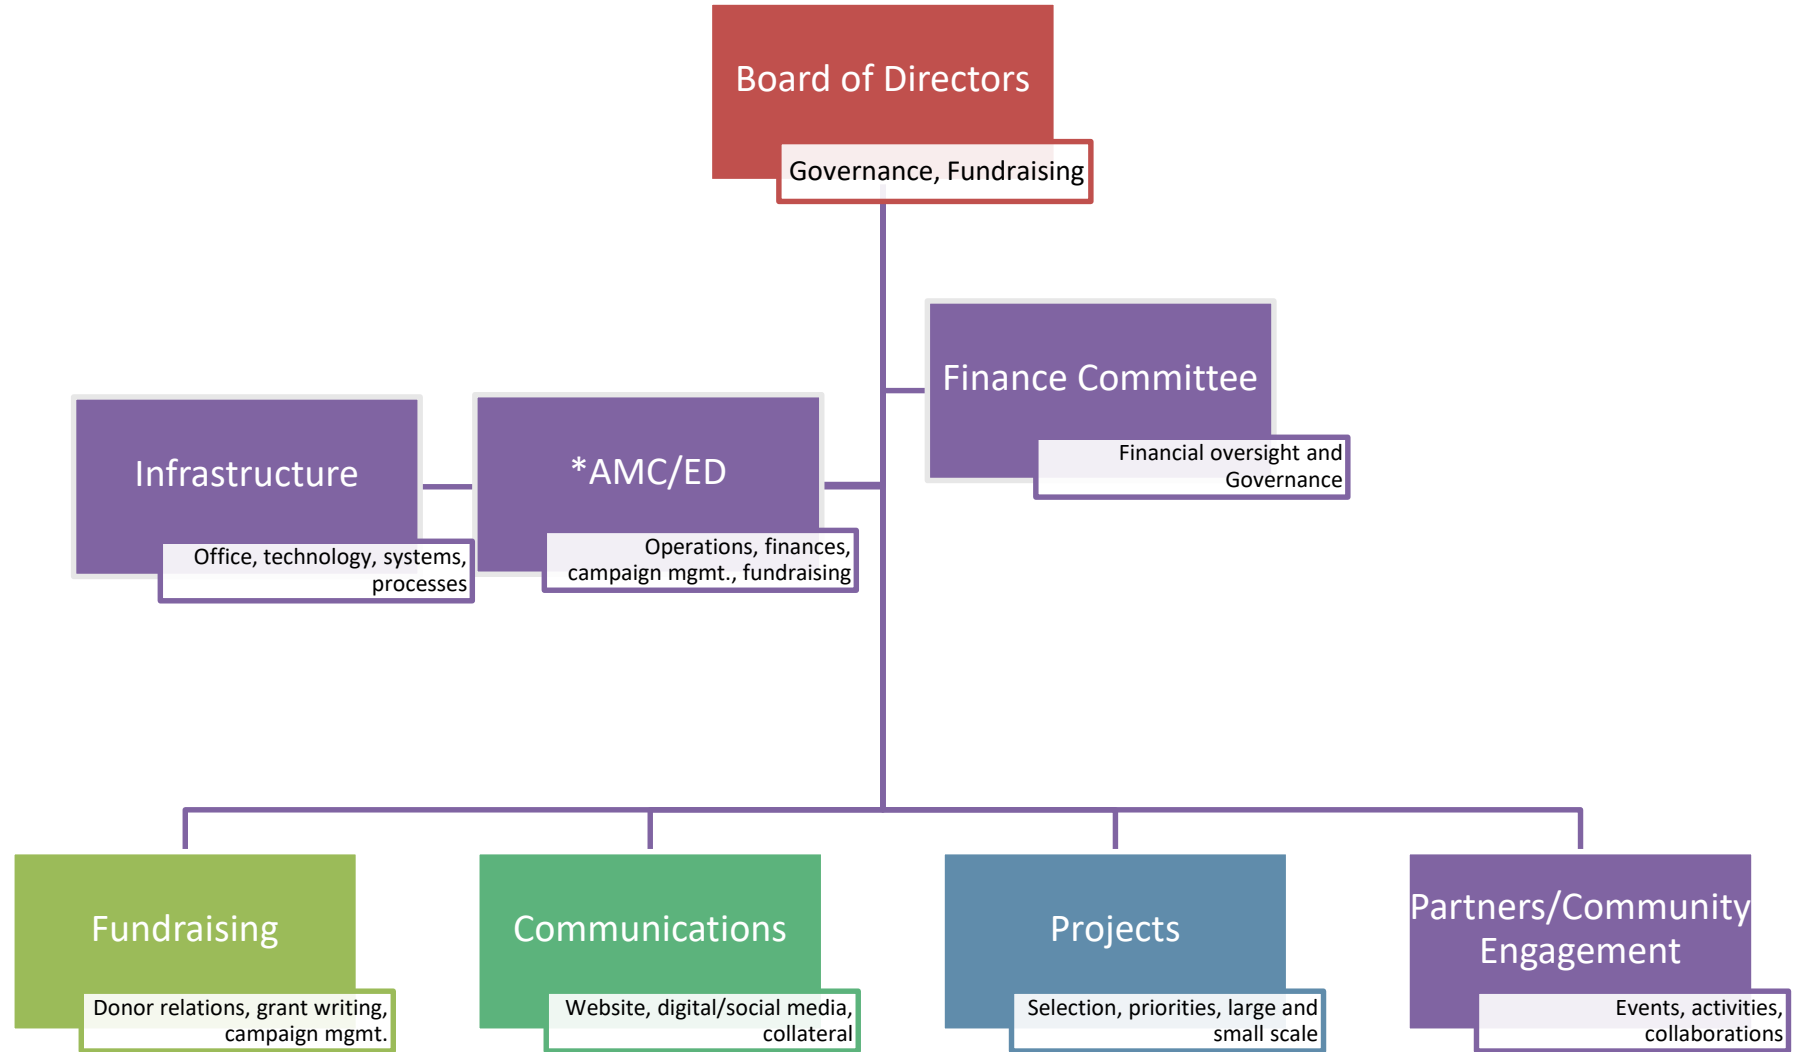 Board of Directors
Governance, Fundraising
Finance Committee
Financial oversight and
Governance
Infrastructure
Office, technology, systems,
processes
*AMC/ED
Operations, finances,
campaign mgmt., fundraising
Fundraising
Donor relations, grant writing,
campaign mgmt.
Communications
Website, digital/social media,
collateral
Projects
Selection, priorities, large and
small scale
Partners/Community
Engagement
Events, activities,
collaborations